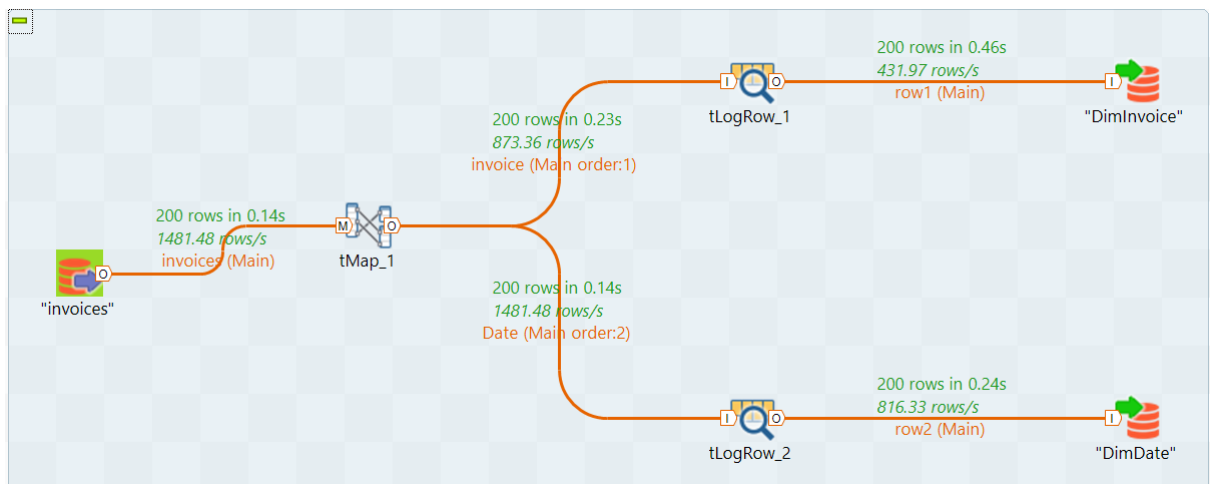 200 rows in 0.46s
431.97 rows/s
row1 (Main)
I
O
I
tLogRow_1
"DimInvoice"
200 rows in 0.23s
873.36 rows/s
invoice (Main order:1)
200 rows in 0.14s
1481.48 rows/s
invoices (Main)
M
O
tMap_1
O
"invoices"
200 rows in 0.14s
1481.48 rows/s
Date (Main order:2)
200 rows in 0.24s
816.33 rows/s
row2 (Main)
I
O
I
tLogRow_2
"DimDate"